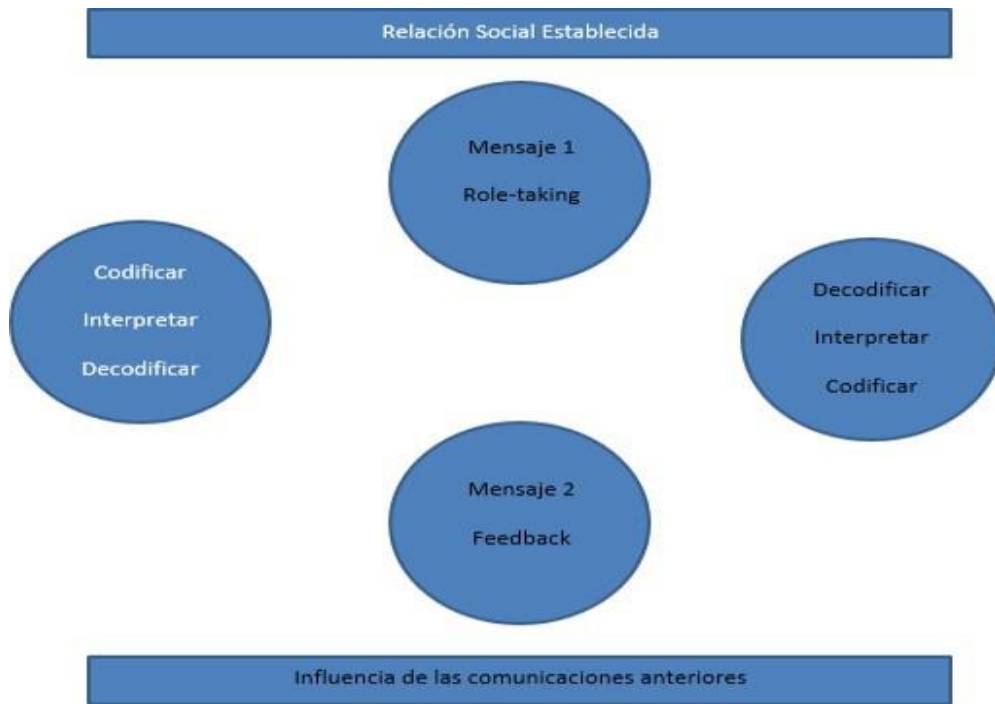 Relación Social Establecida
Mensaje 1
Role-taking
Codificar
Interpretar
Decodificar
Decodificar
Interpretar
Codificar
Mensaje 2
Feedback
Influencia de las comunicaciones anteriores